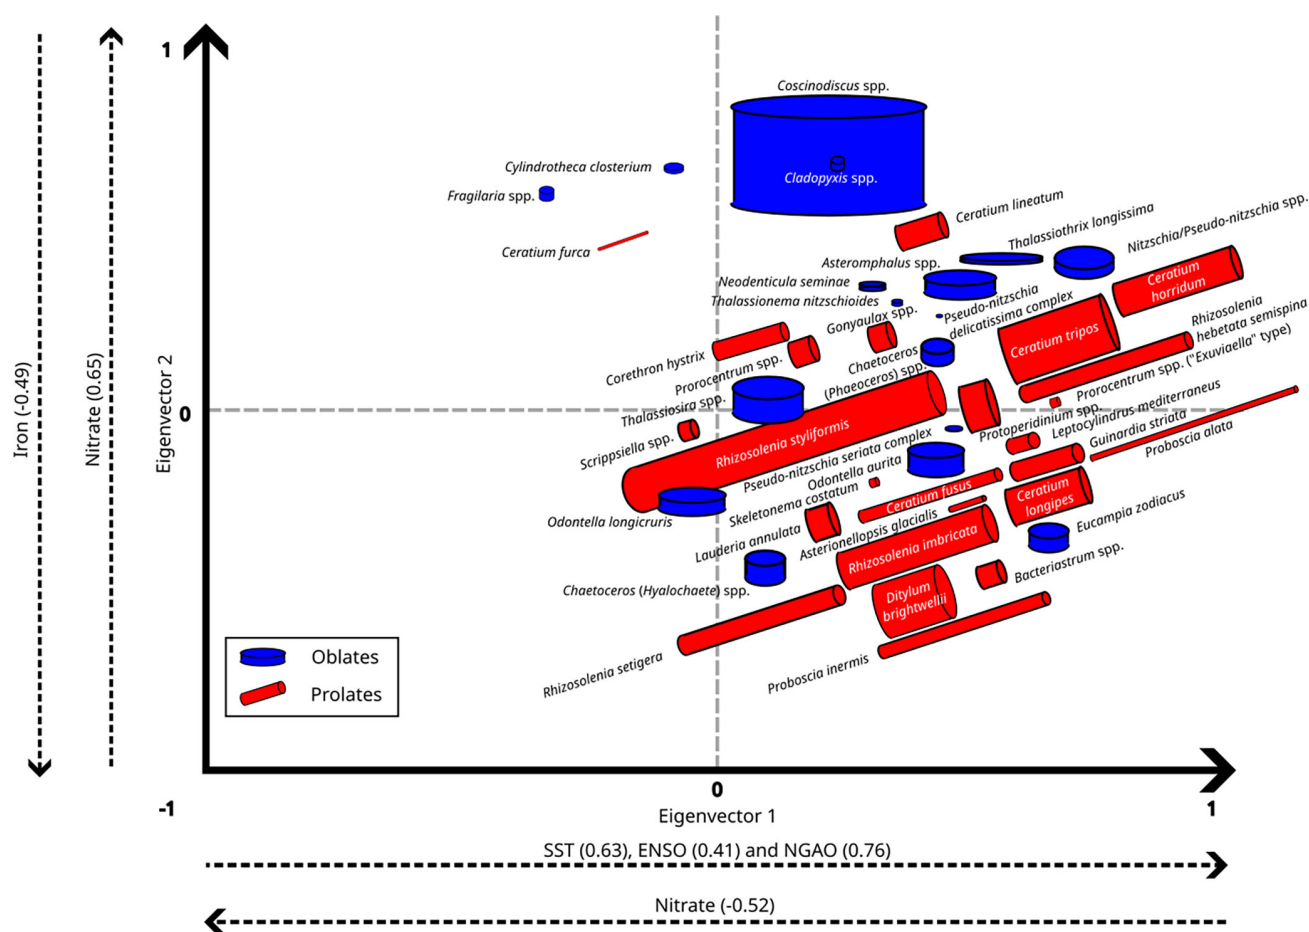 1
Coscinodiscus spp.
Cylindrotheca closterium
Cladopyxis spp.
Fragilaria spp.
Ceratium lineatum
Ceratium furca
Thalassiothrix longissima
Nitzschia/Pseudo-nitzschia spp.
Asteromphalus spp.
Neodenticula seminae
Ceratium
horridum
Thalassionema nitzschioides
Pseudo-nitzschia
delicatissima complex
Gonyaulax spp.
Rhizosolenia
hebetata semispina
Ceratium tripos
Corethron hystrix
Prorocentrum spp.
Chaetoceros
(Phaeoceros) spp.
Prorocentrum spp. ("Exuviaella" type)
Thalassiosira spp.
Iron (-0.49)
Nitrate (0.65)
Eigenvector 2
0
Scrippsiella spp.
Rhizosolenia styliformis
Protoperidinium spp.
Leptocylindrus mediterraneus
Guinardia striata
Proboscia alata
Pseudo-nitzschia seriata complex
Odontella aurita
Skeletonema costatum
Ceratium fusus
Ceratium
longipes
Odontella longicruris
Lauderia annulata
Asterionellopsis glacialis
Eucampia zodiacus
Rhizosolenia imbricata
Bacteriastrum spp.
Chaetoceros (Hyalochaete) spp.
Ditylum
brightwellii
Rhizosolenia setigera
Proboscia inermis
Oblates
Prolates
-1
0
1
Eigenvector 1
SST (0.63), ENSO (0.41) and NGAO (0.76)
Nitrate (-0.52)